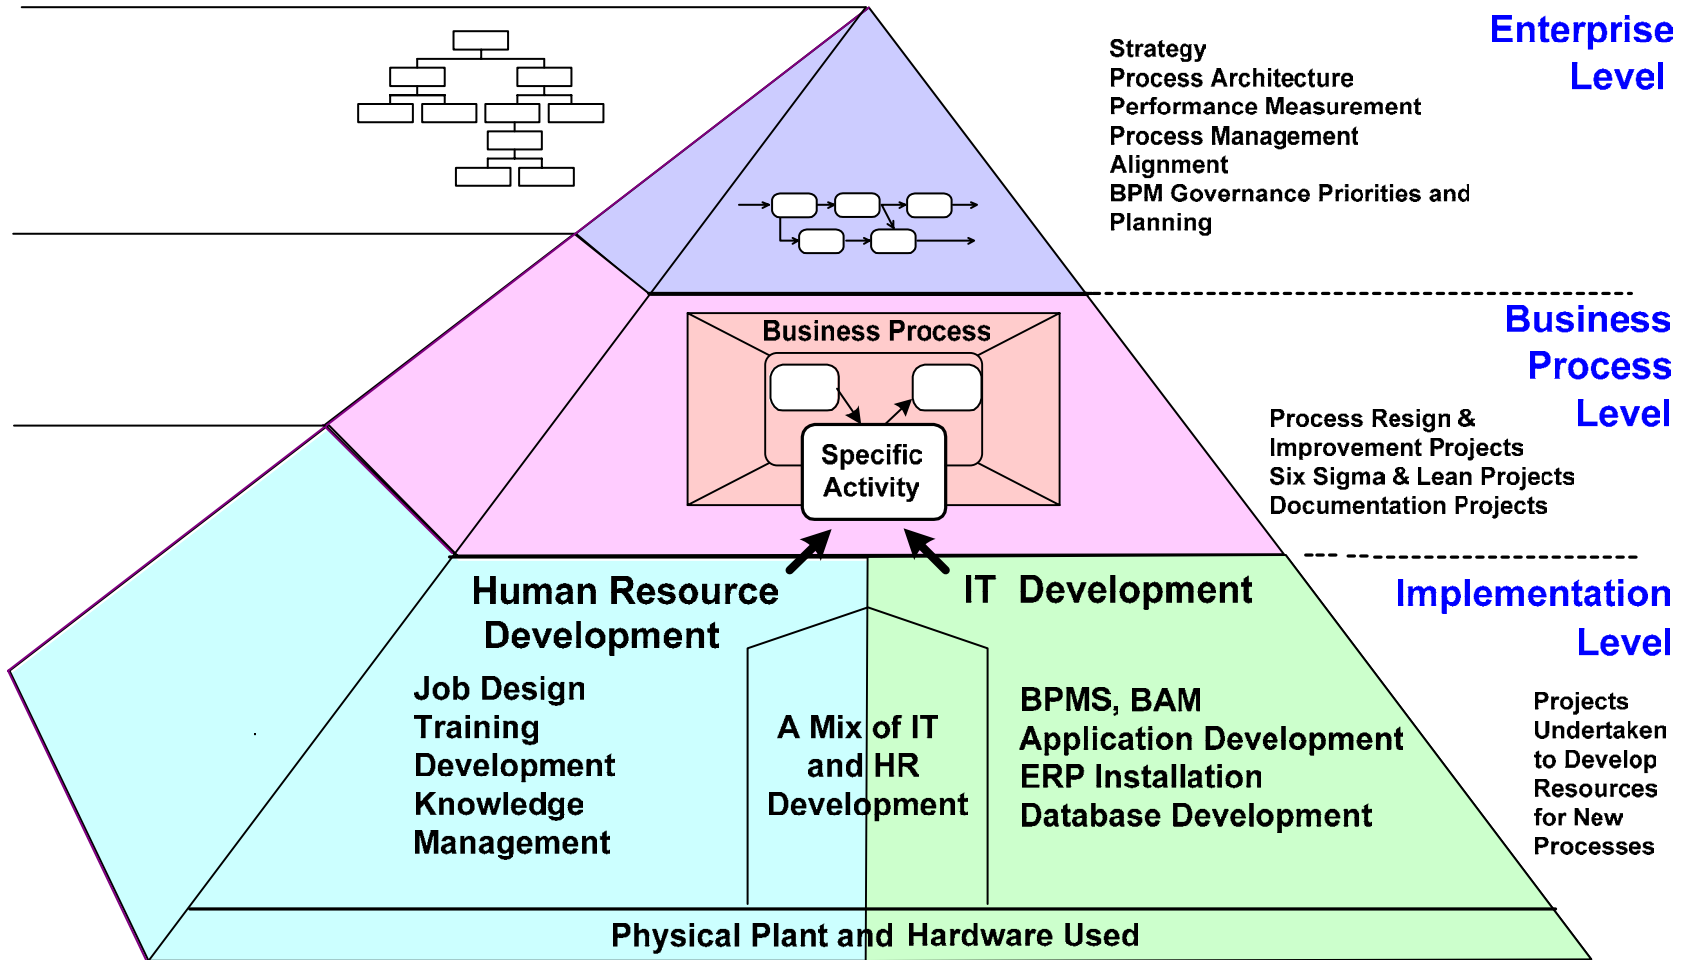 Enterprise
Level
Strategy
Process Architecture
Performance Measurement
Process Management
Alignment
BPM Governance Priorities and
Planning
Business
Process
Level
Process Resign &
Improvement Projects
Six Sigma & Lean Projects
Documentation Projects
Business Process
Specific
Activity
Implementation
Level
Projects
Undertaken
to Develop
Resources
for New
Processes
Human Resource
Development
Job Design
Training
Development
Knowledge
Management
A Mix of IT
and HR
Development
IT Development
BPMS, BAM
Application Development
ERP Installation
Database Development
Physical Plant and Hardware Used